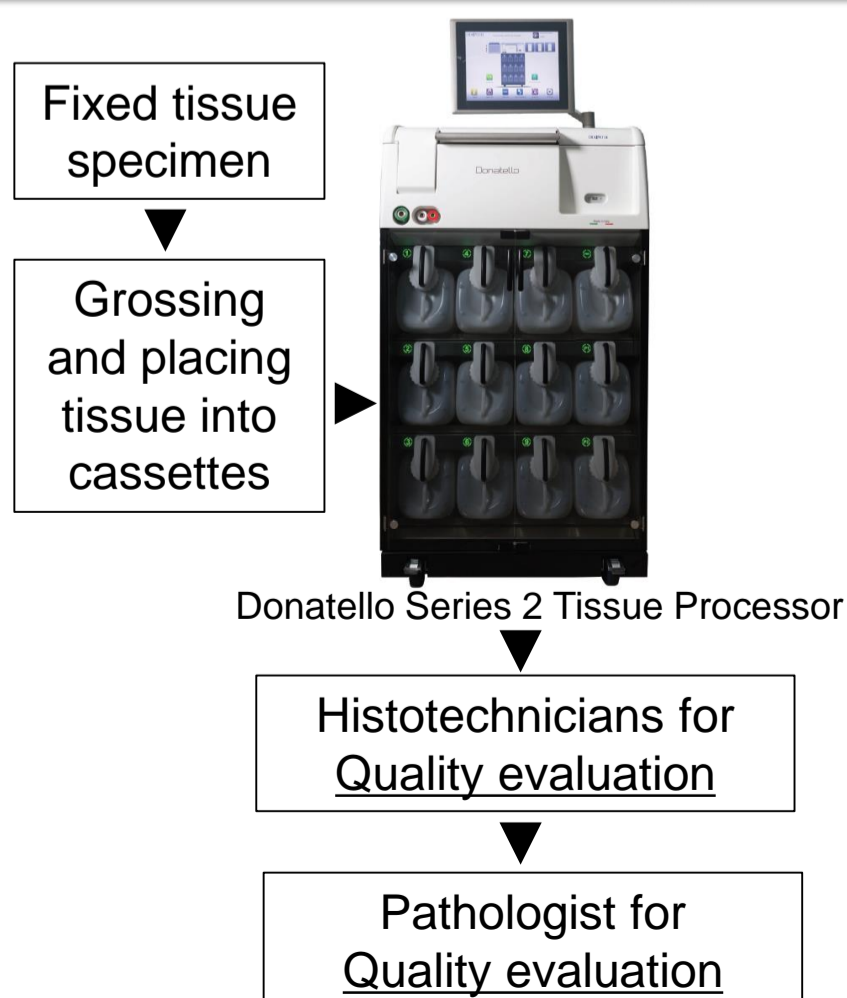 Fixed tissue
specimen
Grossing
and placing
tissue into
cassettes
Donatello
Donatello Series 2 Tissue Processor
Histotechnicians for
Quality evaluation
Pathologist for
Quality evaluation